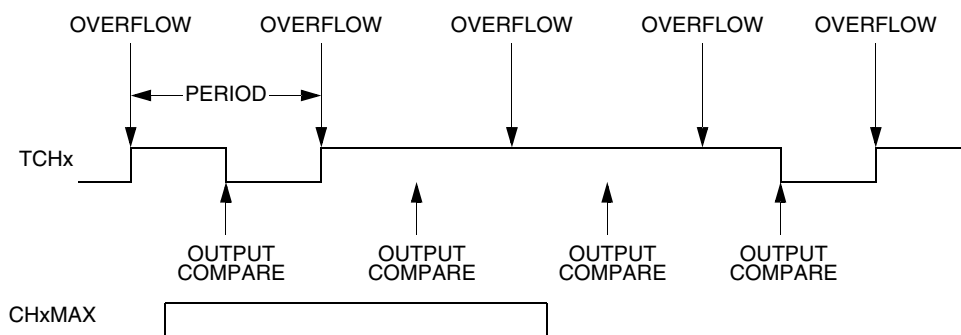 OVERFLOW OVERFLOW OVERFLOW OVERFLOW OVERFLOW
PERIOD
TCHx
OUTPUT
COMPARE
OUTPUT
COMPARE
OUTPUT
COMPARE
OUTPUT
COMPARE
CHxMAX